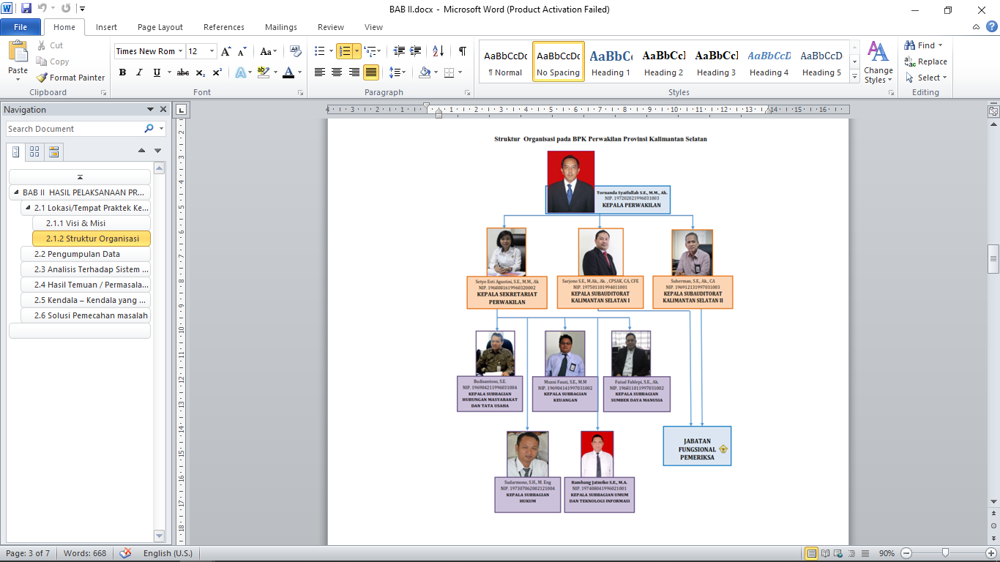 BAB II.docx - Microsoft Word (Product Activation Failed)
File Home Insert Page Layout References Mailings Review View
Paste
Cut
Copy
Format Painter
Clipboard
Times New Rom 12
Font
Paragraph
AaBbCcDc AaBbCcDc AaBbC AaBbCc AaBbCcl AaBbCcD AaBbCcD
¶ Normal No Spacing Heading 1 Heading 2 Heading 3 Heading 4 Heading 5
Styles
Change
Styles
Find
Replace
Select
Editing
Navigation
Search Document
BAB II HASIL PELAKSANAAN PR...
2.1 Lokasi/Tempat Praktek Ke...
2.1.1 Visi & Misi
2.1.2 Struktur Organisasi
2.2 Pengumpulan Data
2.3 Analisis Terhadap Sistem ...
2.4 Hasil Temuan / Permasala...
2.5 Kendala – Kendala yang ...
2.6 Solusi Pemecahan masalah
Struktur Organisasi pada BPK Perwakilan Provinsi Kalimantan Selatan
Tornanda Syaifullah S.E., M.M., Ak.
NIP. 197202021996031003
KEPALA PERWAKILAN
Setyo Esti Agustini, S.E., M.M., Ak
NIP. 1968081619960320002
KEPALA SEKRETARIAT
PERWAKILAN
Sarjono S.E, M.Ak., Ak. , CPSAK, CA, CFE
NIP. 197501101994011001
KEPALA SUBAUDITORAT
KALIMANTAN SELATAN I
Suherman, S.E., Ak., CA
NIP. 196912131997031003
KEPALA SUBAUDITORAT
KALIMANTAN SELATAN II
Budisantoso, S.E.
NIP. 196904211996031004
KEPALA SUBBAGIAN
HUBUNGAN MASYARAKAT
DAN TATA USAHA
Muzni Fauzi, S.E., M.M
NIP. 196904141997031002
KEPALA SUBBAGIAN
KEUANGAN
Faisal Fahlepi, S.E., Ak.
NIP. 196811011997031002
KEPALA SUBBAGIAN
SUMBER DAYA MANUSIA
Sudarmono, S.H., M. Eng
NIP. 197307062002121004
KEPALA SUBBAGIAN
HUKUM
Bambang Jatmiko S.E., M.A.
NIP. 197408041996021001
KEPALA SUBBAGIAN UMUM
DAN TEKNOLOGI INFORMASI
JABATAN
FUNGSIONAL
PEMERIKSA
Page: 3 of 7 Words: 668 English (U.S.) 90%